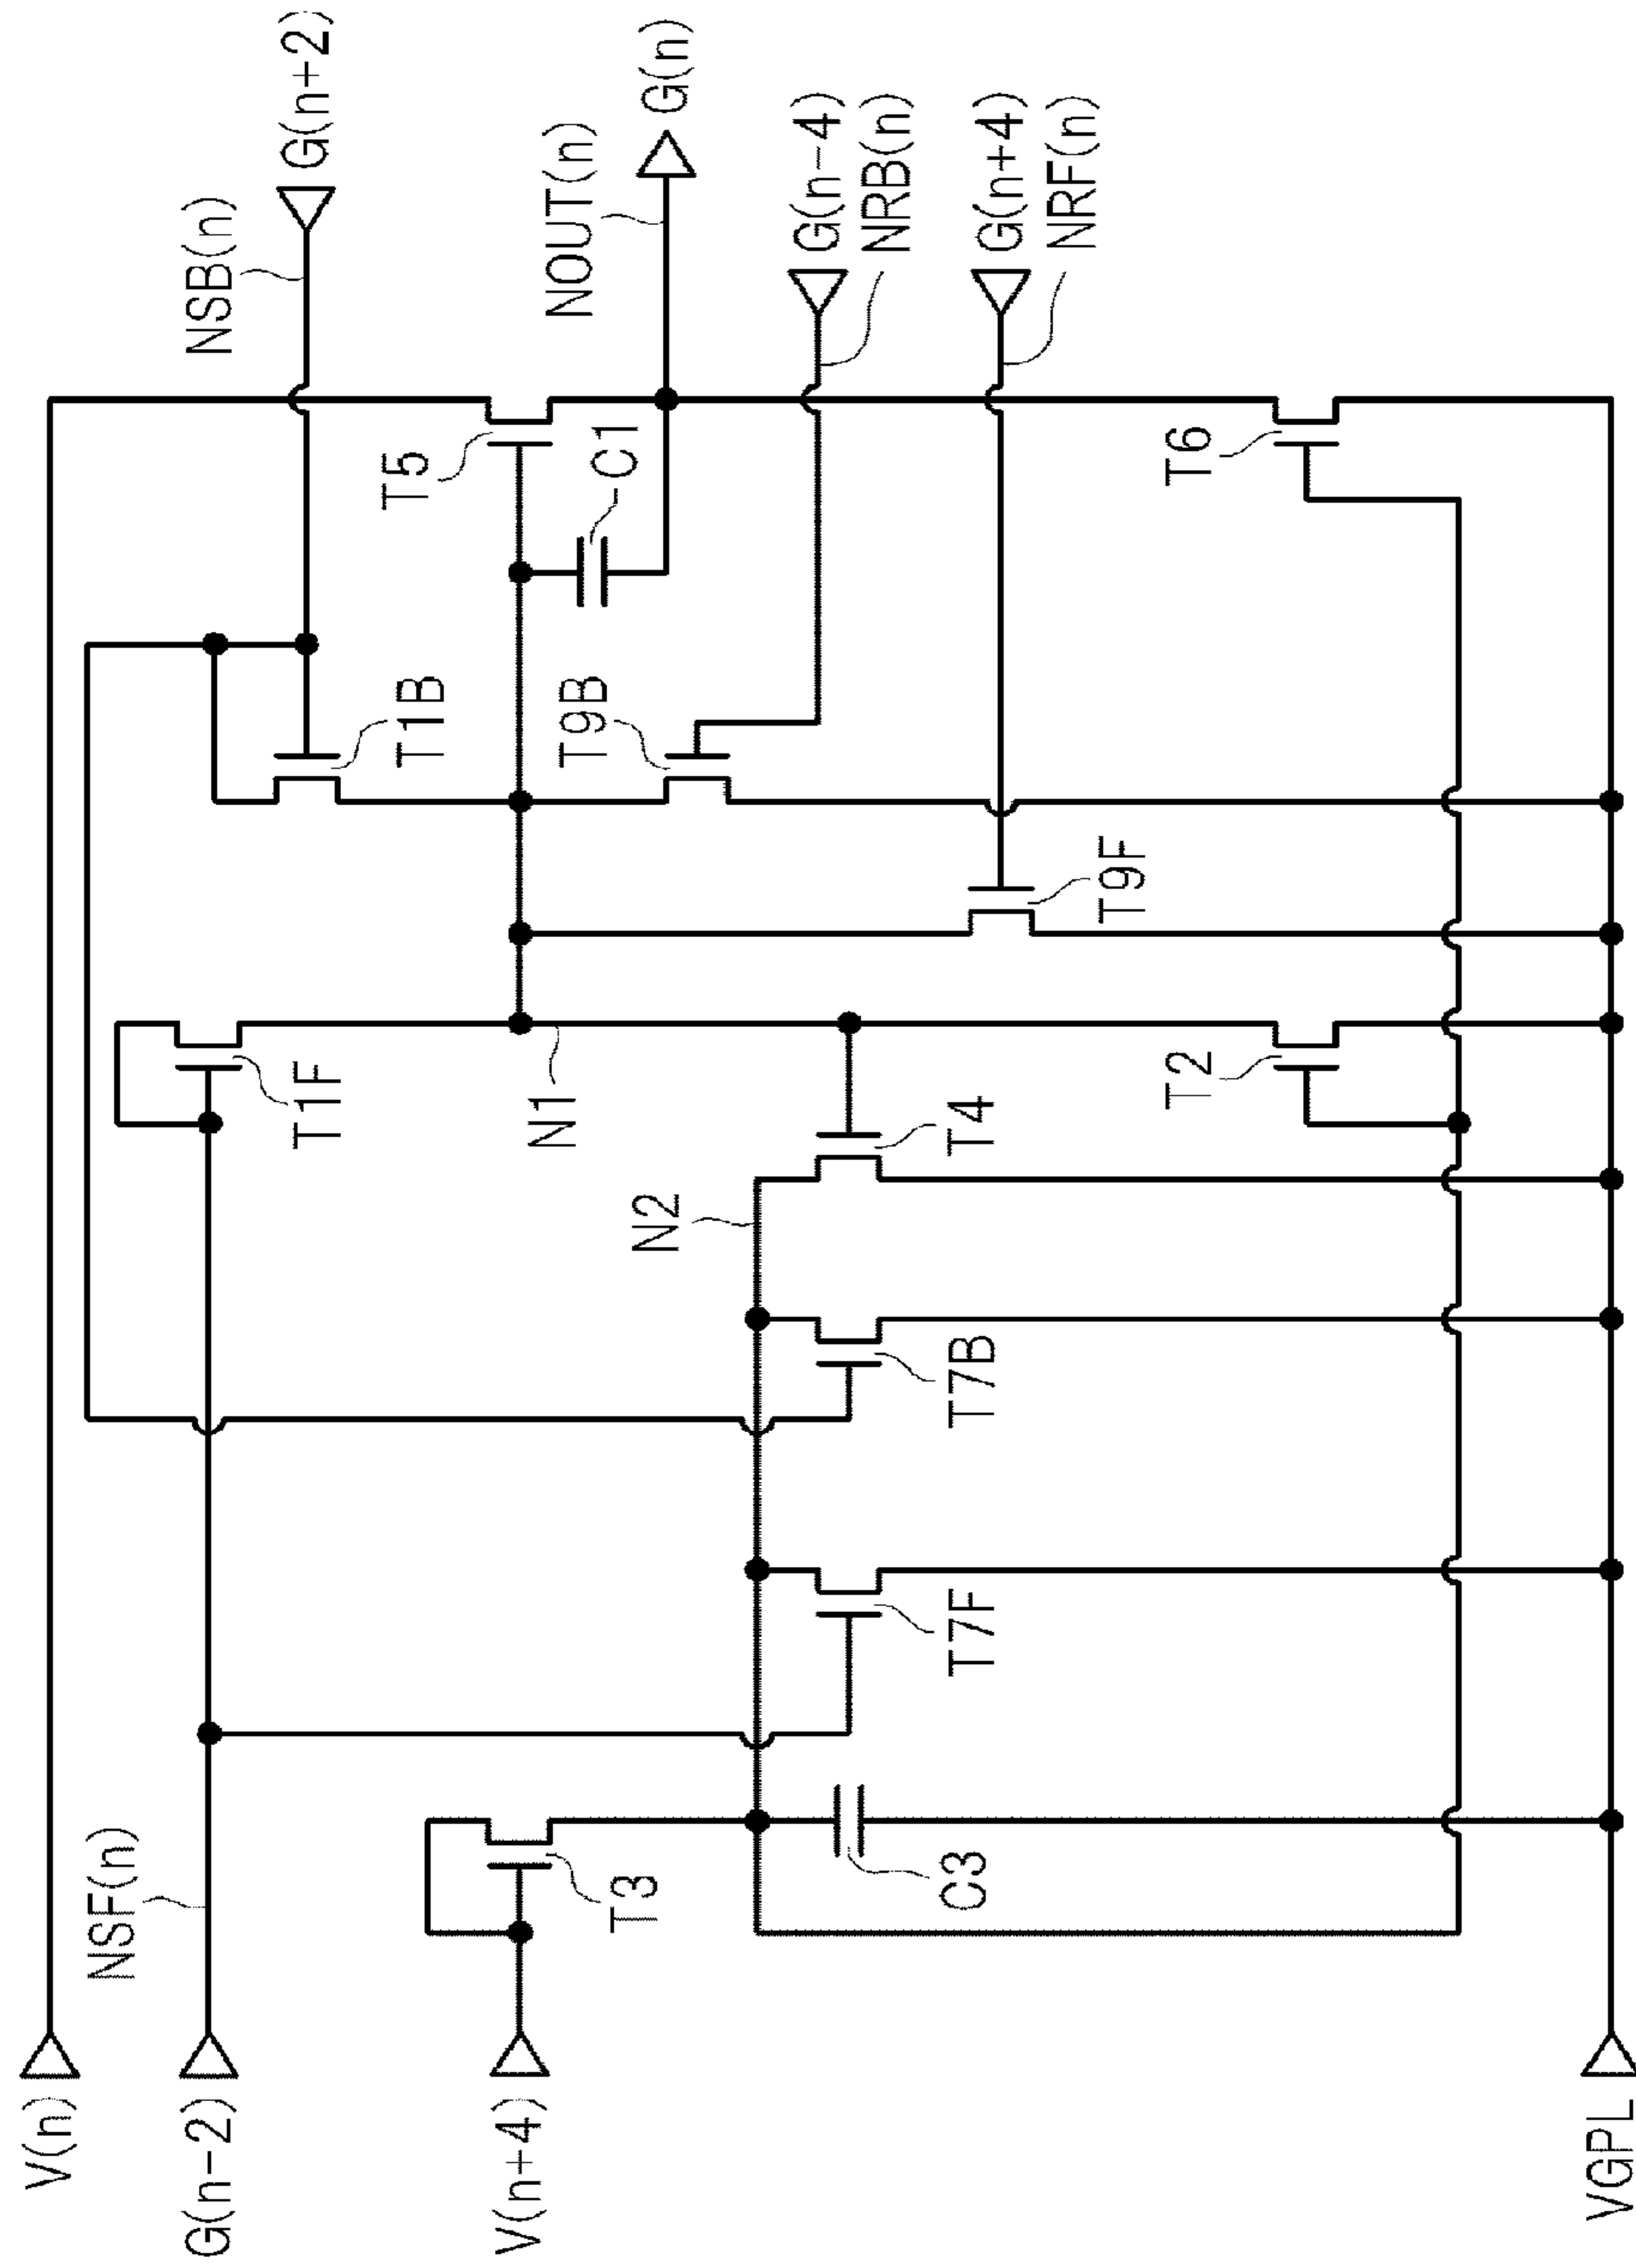 V(n)
G(n-2)
NSF(n)
V(n+4)
VGPL
T3
C3
T7F
T7B
N2
T4
T1F
N1
T2
T9F
T1B
T9B
T5
C1
T6
NSB(n)
G(n+2)
NOUT(n)
G(n)
G(n-4)
NRB(n)
G(n+4)
NRF(n)